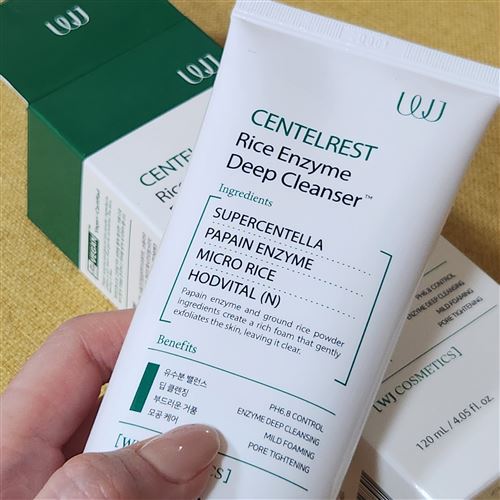 WJ
WJ
WJ
CENTELREST
Rice Enzyme
Deep Cleanser™
Ingredients
SUPERCENTELLA
PAPAIN ENZYME
MICRO RICE
HODVITAL (N)
Papain enzyme and ground rice powder
ingredients create a rich foam that gently
exfoliates the skin, leaving it clear.
Benefits
유수분 밸런스
딥 클렌징
부드러운 거품
모공 케어
PH6.8 CONTROL
ENZYME DEEP CLEANSING
MILD FOAMING
PORE TIGHTENING
CENTELR
Rice
VEGAN
PH6.8 CONTROL
ENZYME DEEP CLEANSING
MILD FOAMING
PORE TIGHTENING
[WJ COSMETICS]
120 mL / 4.05 fl. oz.